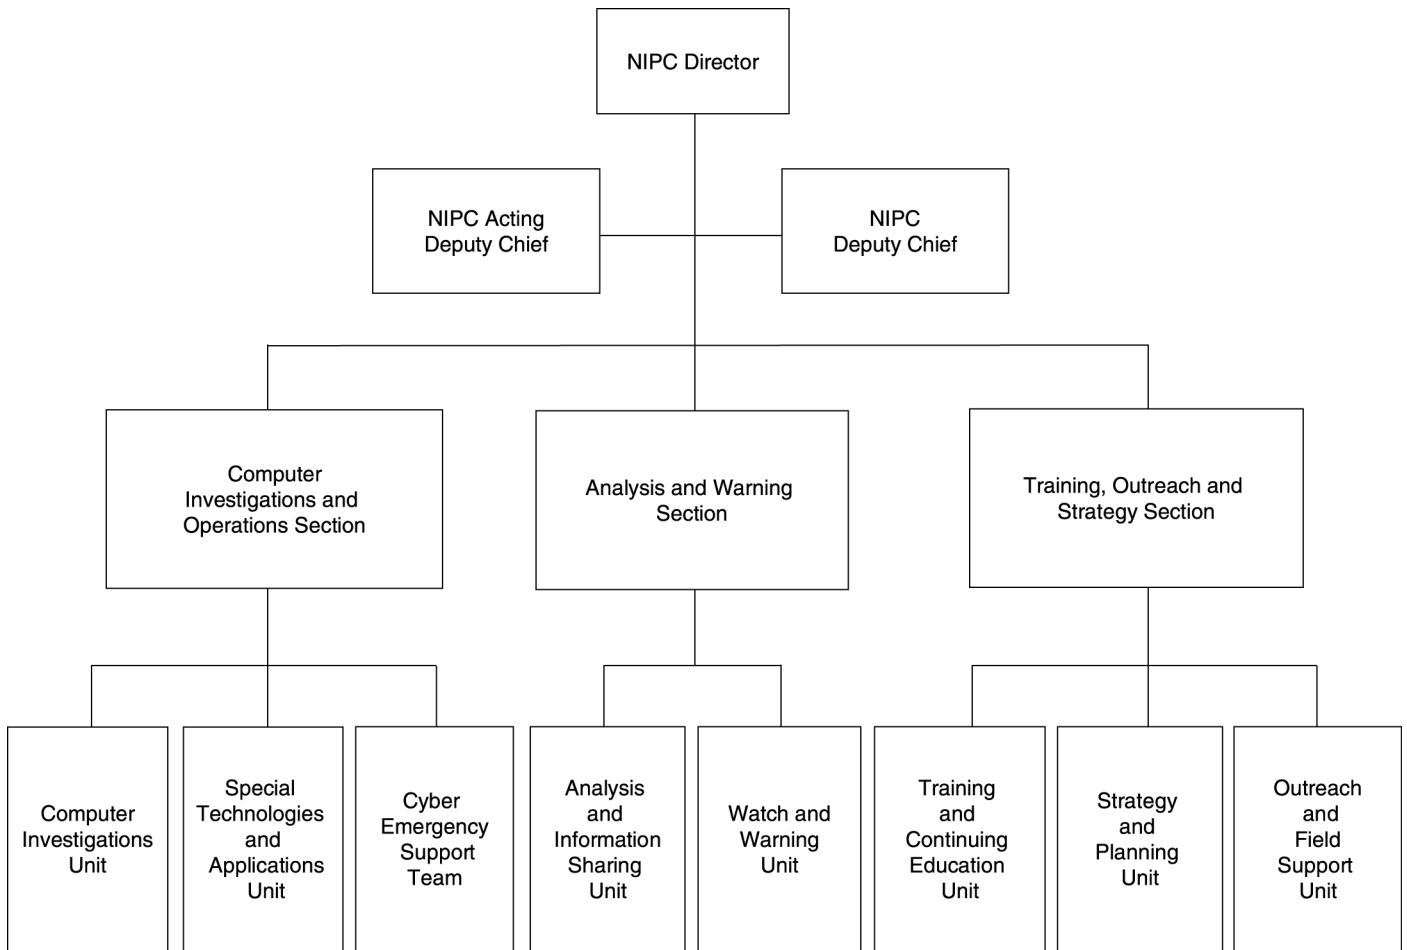 NIPC Director
NIPC Acting
Deputy Chief
NIPC
Deputy Chief
Computer
Investigations and
Operations Section
Analysis and Warning
Section
Training, Outreach and
Strategy Section
Computer
Investigations
Unit
Special
Technologies
and
Applications
Unit
Cyber
Emergency
Support
Team
Analysis
and
Information
Sharing
Unit
Watch and
Warning
Unit
Training
and
Continuing
Education
Unit
Strategy
and
Planning
Unit
Outreach
and
Field
Support
Unit